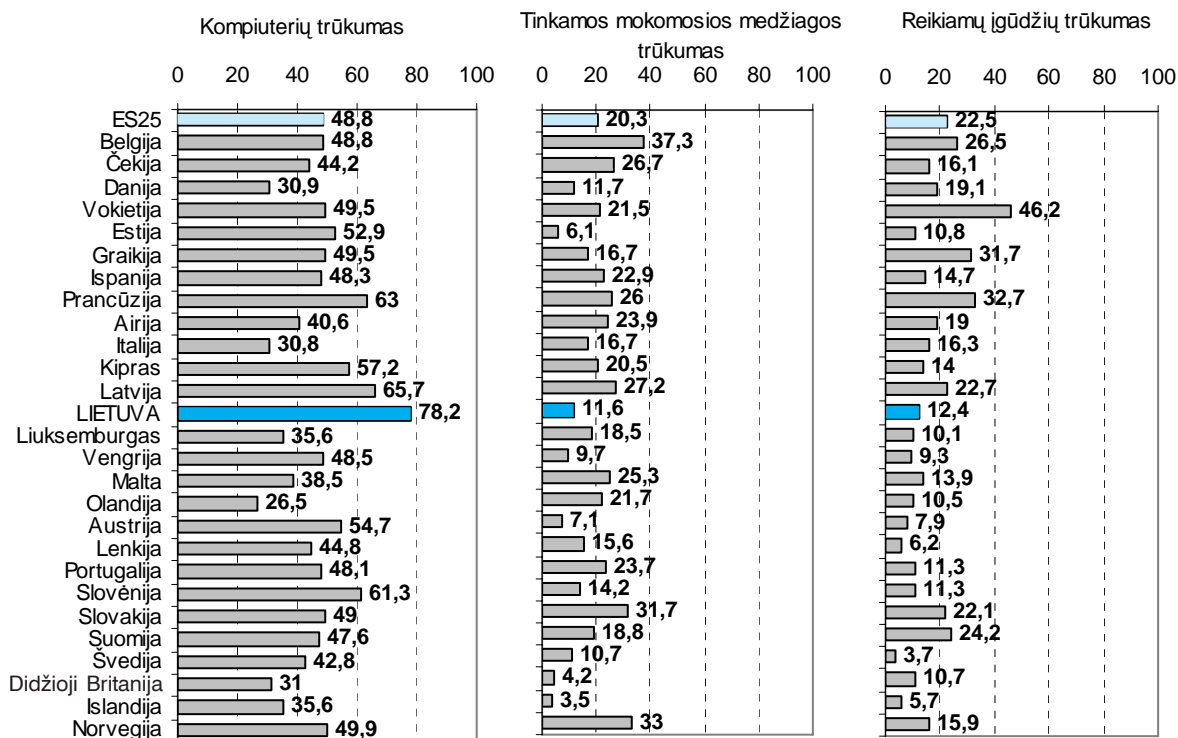 Kompiuterių trūkumas
Tinkamos mokomosios medžiagos
trūkumas
Reikiamų įgūdžių trūkumas
0 20 40 60 80 100 0 20 40 60 80 100 0 20 40 60 80 100
ES25 48,8 20,3 22,5
Belgija 48,8 37,3 26,5
Čekija 44,2 26,7 16,1
Danija 30,9 11,7 19,1
Vokietija 49,5 21,5 46,2
Estija 52,9 6,1 10,8
Graikija 49,5 16,7 31,7
Ispanija 48,3 22,9 14,7
Prancūzija 63 26 32,7
Airija 40,6 23,9 19
Italija 30,8 16,7 16,3
Kipras 57,2 20,5 14
Latvija 65,7 27,2 22,7
LIETUVA 78,2 11,6 12,4
Liuksemburgas 35,6 18,5 10,1
Vengrija 48,5 9,7 9,3
Malta 38,5 25,3 13,9
Olandija 26,5 21,7 10,5
Austrija 54,7 7,1 7,9
Lenkija 44,8 15,6 6,2
Portugalija 48,1 23,7 11,3
Slovėnija 61,3 14,2 11,3
Slovakija 49 31,7 22,1
Suomija 47,6 18,8 24,2
Švedija 42,8 10,7 3,7
Didžioji Britanija 31 4,2 10,7
Islandija 35,6 3,5 5,7
Norvegija 49,9 33 15,9